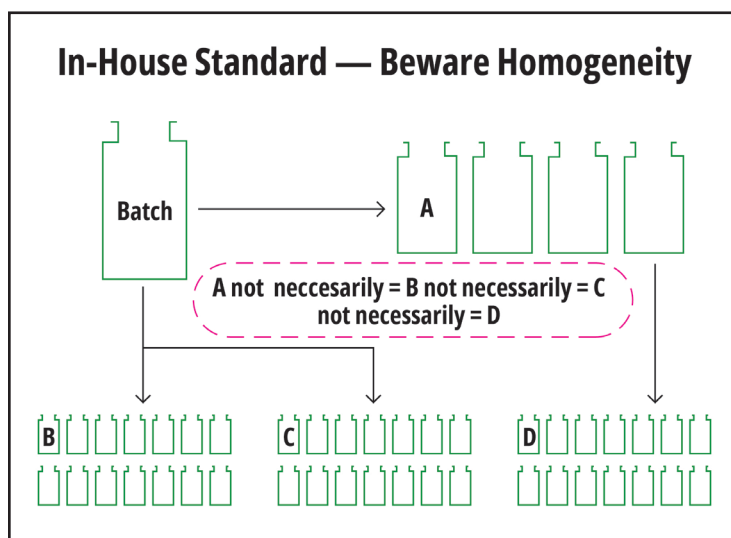 In-House Standard — Beware Homogeneity
Batch
A
A not neccesarily = B not necessarily = C
not necessarily = D
B
C
D